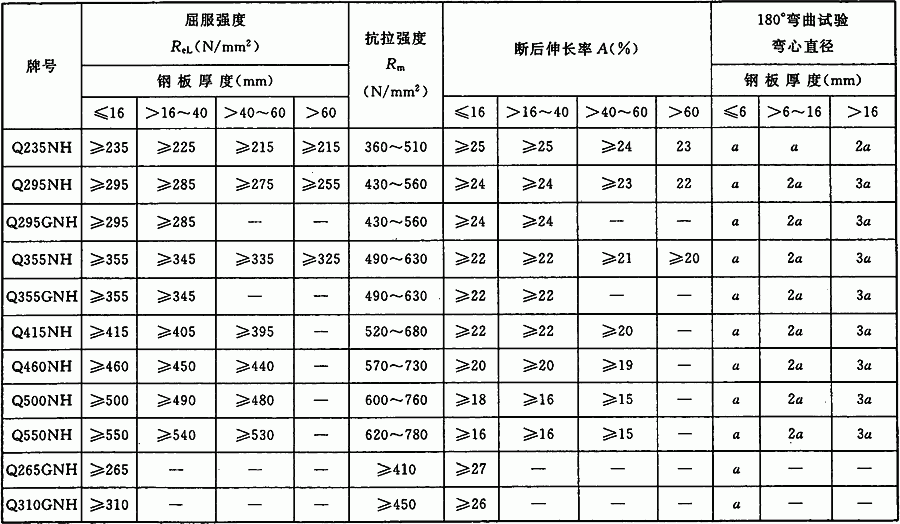 牌号 屈服强度 ReL(N/mm²) 抗拉强度 Rm (N/mm²) 断后伸长率 A(%) 180°弯曲试验 弯心直径
钢板厚度(mm) 钢板厚度(mm)
≤16 >16～40 >40～60 >60 ≤16 >16～40 >40～60 >60 ≤6 >6～16 >16
Q235NH ≥235 ≥225 ≥215 ≥215 360～510 ≥25 ≥25 ≥24 23 a a 2a
Q295NH ≥295 ≥285 ≥275 ≥255 430～560 ≥24 ≥24 ≥23 22 a 2a 3a
Q295GNH ≥295 ≥285 — — 430～560 ≥24 ≥24 — — a 2a 3a
Q355NH ≥355 ≥345 ≥335 ≥325 490～630 ≥22 ≥22 ≥21 ≥20 a 2a 3a
Q355GNH ≥355 ≥345 — — 490～630 ≥22 ≥22 — — a 2a 3a
Q415NH ≥415 ≥405 ≥395 — 520～680 ≥22 ≥22 ≥20 — a 2a 3a
Q460NH ≥460 ≥450 ≥440 — 570～730 ≥20 ≥20 ≥19 — a 2a 3a
Q500NH ≥500 ≥490 ≥480 — 600～760 ≥18 ≥16 ≥15 — a 2a 3a
Q550NH ≥550 ≥540 ≥530 — 620～780 ≥16 ≥16 ≥15 — a 2a 3a
Q265GNH ≥265 — — — ≥410 ≥27 — — — a — —
Q310GNH ≥310 — — — ≥450 ≥26 — — — a — —